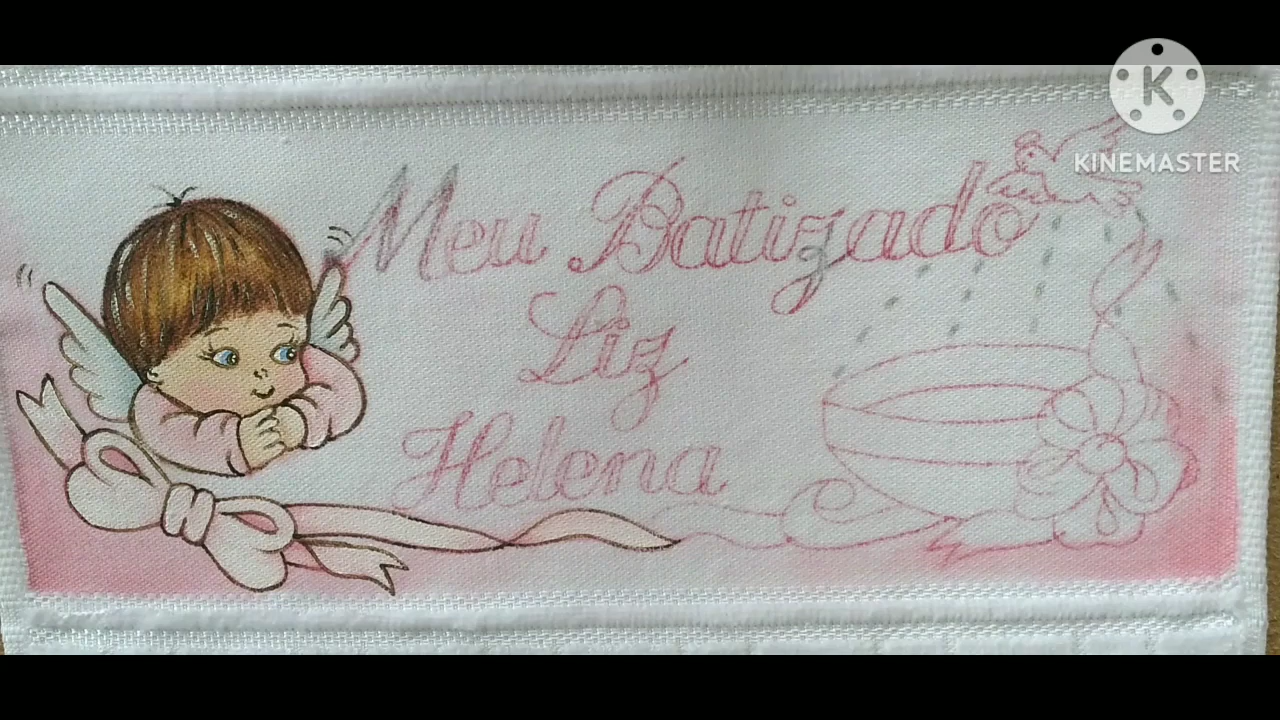 K
KINEMASTER
Meu Batizado
Liz
Helena